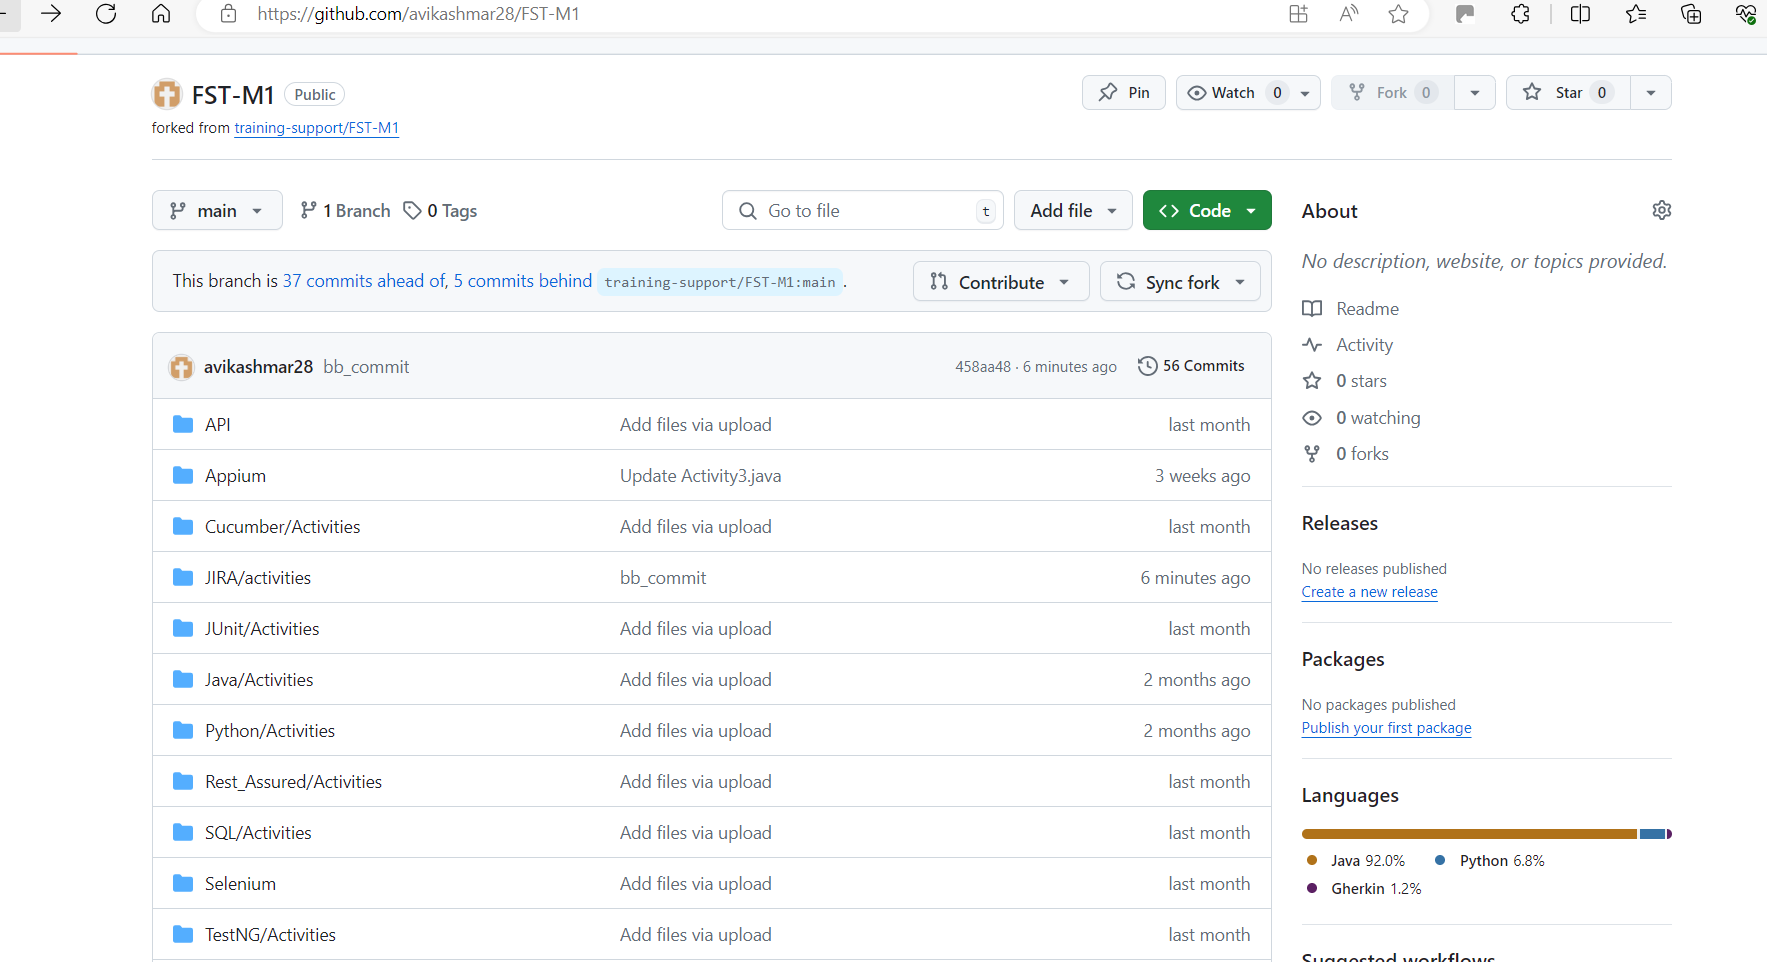 https://github.com/avikashmar28/FST-M1
FST-M1 Public
Pin Watch 0 Fork 0 Star 0
forked from training-support/FST-M1
main 1 Branch 0 Tags Go to file t Add file Code
This branch is 37 commits ahead of, 5 commits behind training-support/FST-M1:main . Contribute Sync fork
avikashmar28 bb_commit 458aa48 · 6 minutes ago 56 Commits
API Add files via upload last month
Appium Update Activity3.java 3 weeks ago
Cucumber/Activities Add files via upload last month
JIRA/activities bb_commit 6 minutes ago
JUnit/Activities Add files via upload last month
Java/Activities Add files via upload 2 months ago
Python/Activities Add files via upload 2 months ago
Rest_Assured/Activities Add files via upload last month
SQL/Activities Add files via upload last month
Selenium Add files via upload last month
TestNG/Activities Add files via upload last month
About
No description, website, or topics provided.
Readme
Activity
0 stars
0 watching
0 forks
Releases
No releases published
Create a new release
Packages
No packages published
Publish your first package
Languages
Java 92.0% Python 6.8%
Gherkin 1.2%
Suggested workflows